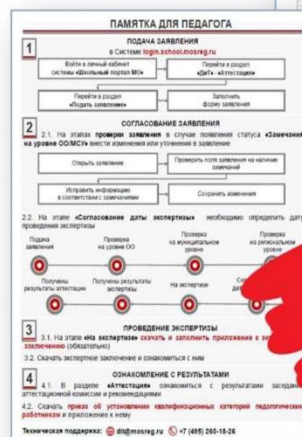 ПАМЯТКА ДЛЯ ПЕДАГОГА
1
ПОДАЧА ЗАЯВЛЕНИЯ
в Системе login.school.mosreg.ru
Войти в личный кабинет
системы «Школьный портал МО»
Перейти в раздел
«ДиТ» - «Аттестация»
Перейти в раздел
«Подать заявление»
Заполнить
форму заявления
2
СОГЛАСОВАНИЕ ЗАЯВЛЕНИЯ
2.1. На этапах проверки заявления в случае появления статуса «Замечания
на уровне ОО/МСУ» внести изменения или уточнения в заявление
Открыть заявление
Проверить поля заявления на наличие
замечаний
Исправить информацию
в соответствии с замечаниями
Сохранить изменения
2.2. На этапе «Согласование даты экспертизы» необходимо определить дату
проведения экспертизы
Подача
заявления
Проверка
на уровне ОО
Проверка
на муниципальном
уровне
Проверка
на региональном
уровне
Получены
результаты аттестации
Получены результаты
экспертизы
На экспертизе
3
ПРОВЕДЕНИЕ ЭКСПЕРТИЗЫ
3.1. На этапе «На экспертизе» скачать и заполнить приложение к
заключению (обязательно)
3.2. Скачать экспертное заключение и ознакомиться с ним
4
ОЗНАКОМЛЕНИЕ С РЕЗУЛЬТАТАМИ
4.1. В разделе «Аттестация» ознакомиться с результатами заседания
аттестационной комиссии и рекомендациями
4.2. Скачать приказ об установлении квалификационных категорий педагогическим
работникам и приложение к нему
Техническая поддержка: dit@mosreg.ru +7 (495) 260-18-26